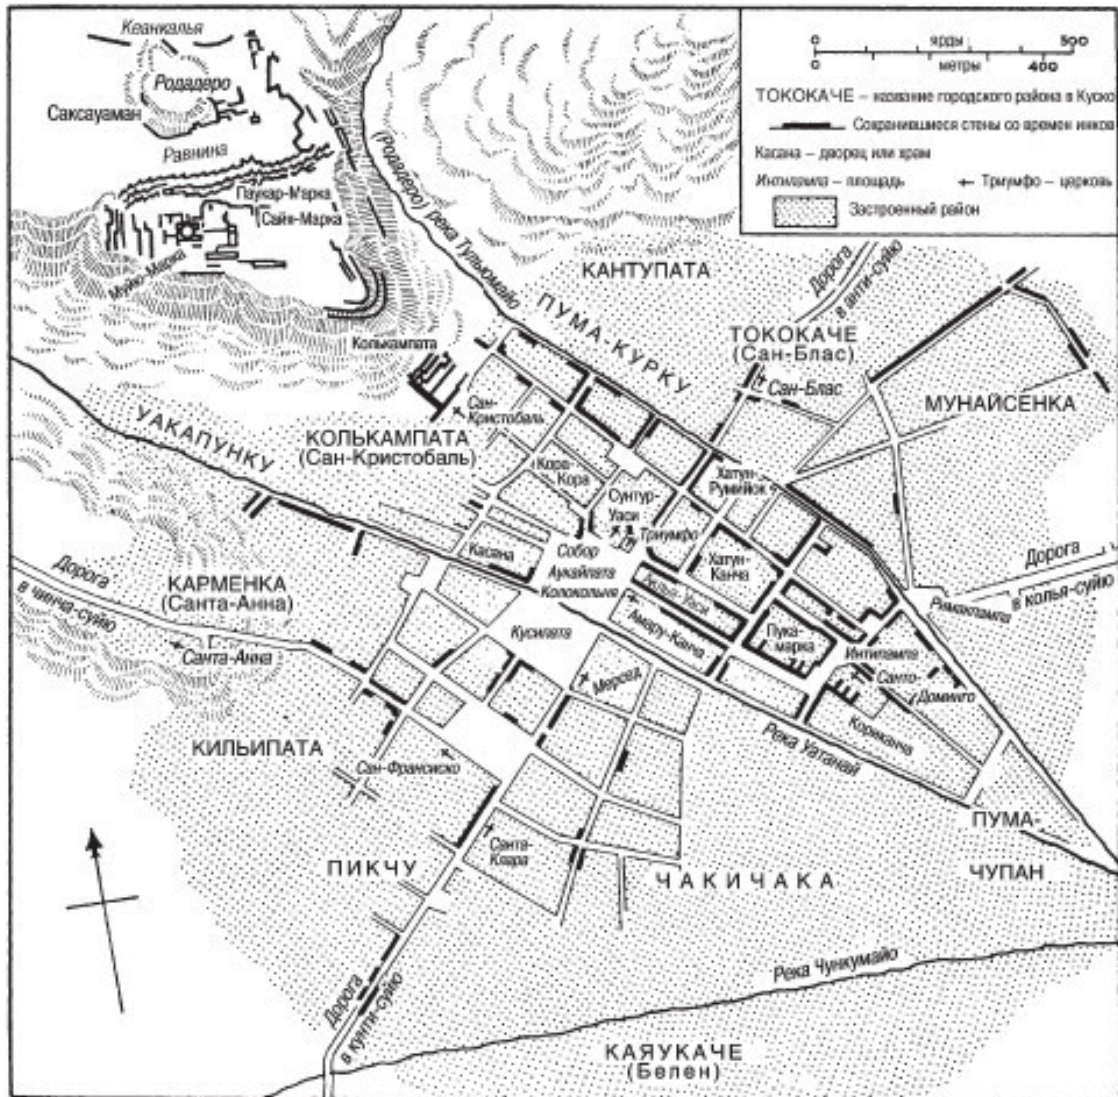 Кеанкалья
Родадеро
Саксауаман
Равнина
Паукар-Марка
Сайк-Марка
Муйю-Марка
0 ярды 500
0 метры 400
ТОКОКАЧЕ – название городского района в Куско
Сохранившиеся стены со времен инков
Касана – дворец или храм
Интипампа – площадь
Триумфо – церковь
Застроенный район
(Родадеро) река Тульюмайо
КАНТУПАТА
Дорога
в анти-суйю
ПУМА-КУРКУ
ТОКОКАЧЕ
(Сан-Блас)
Сан-Блас
МУНАЙСЕНКА
Колькампата
Сан-
Кристобаль
КОЛЬКАМПАТА
(Сан-Кристобаль)
УАКАПУНКУ
Кора-
Кора
Сунтур-
Уаси
Хатун-
Румийок
Триумфо
Касана
Собор
Аукайпата
Колокольня
Хатун-
Канча
Дорога
в колья-суйю
Римакпампа
КАРМЕНКА
(Санта-Анна)
Дорога
в чинча-суйю
Санта-Анна
Кусипата
Аклья-Уаси
Амару-Канча
Пука-
марка
Интипампа
Санто-
Доминго
Мерсед
Кориканча
Река Уатанай
КИЛЬИПАТА
Сан-Франсиско
ПУМА-
ЧУПАН
Санта-
Клара
ПИКЧУ
ЧАКИЧАКА
Дорога
в кунти-суйю
Река Чункумайо
КАЯУКАЧЕ
(Белен)